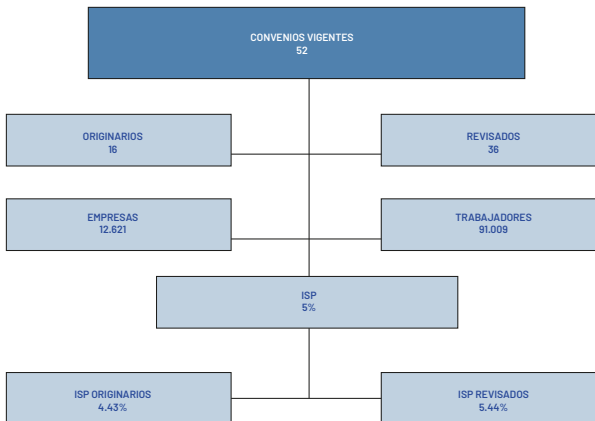 CONVENIOS VIGENTES
52
ORIGINARIOS
16
REVISADOS
36
EMPRESAS
12.621
TRABAJADORES
91.009
ISP
5%
ISP ORIGINARIOS
4.43%
ISP REVISADOS
5.44%